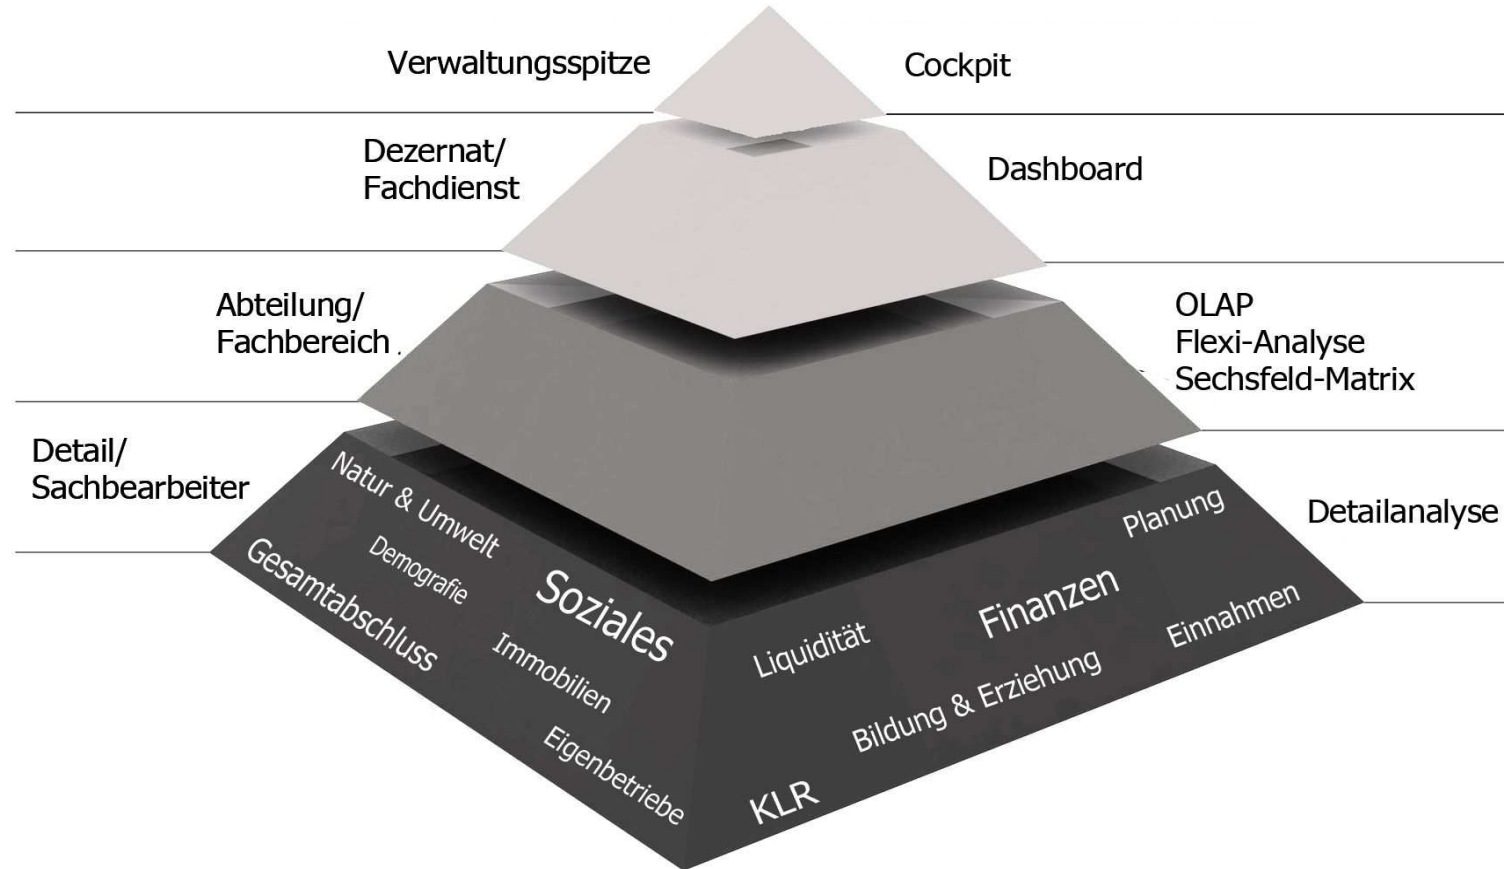 Verwaltungsspitze
Cockpit
Dezernat/
Fachdienst
Dashboard
Abteilung/
Fachbereich
OLAP
Flexi-Analyse
Sechsfeld-Matrix
Detail/
Sachbearbeiter
Detailanalyse
Natur & Umwelt
Demografie
Soziales
Gesamtabschluss
Immobilien
Eigenbetriebe
Planung
Finanzen
Einnahmen
Liquidität
Bildung & Erziehung
KLR